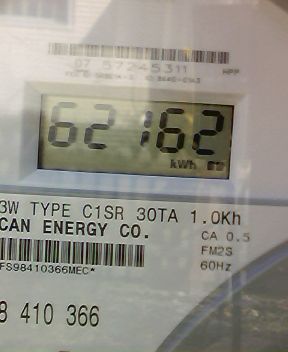 07 57245311
HPP
62162
kWh
3W TYPE C1SR 30TA 1.0Kh
CAN ENERGY CO.
CA 0.5
FM2S
60Hz
FS98410366MEC*
8 410 366